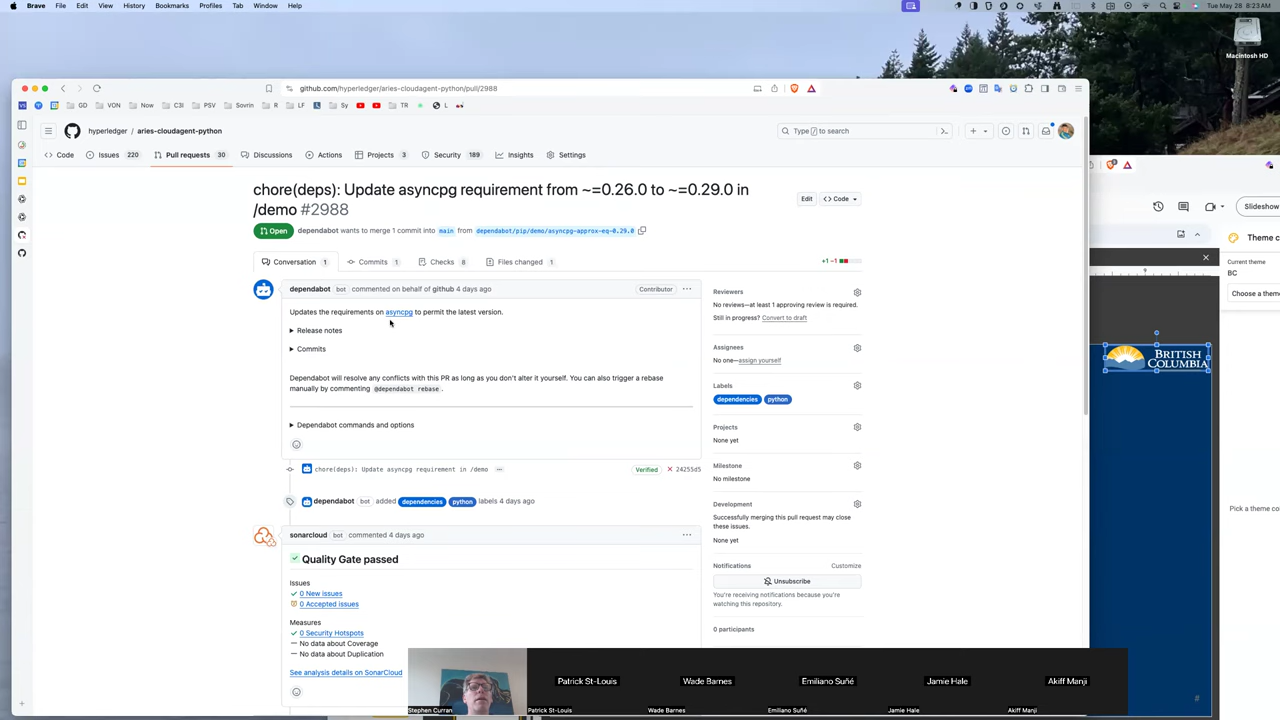 Brave File Edit View History Bookmarks Profiles Tab Window Help
Tue May 28 8:23 AM
Macintosh HD
github.com/hyperledger/aries-cloudagent-python/pull/2988
GD VON Now C3I PSV Sovrin R LF Sy TR L
hyperledger / aries-cloudagent-python
Type / to search
Code Issues 220 Pull requests 30 Discussions Actions Projects 3 Security 189 Insights Settings
chore(deps): Update asyncpg requirement from ~=0.26.0 to ~=0.29.0 in
/demo #2988
Edit <> Code
Open dependabot wants to merge 1 commit into main from dependabot/pip/demo/asyncpg-approx-eq-0.29.0
Conversation 1 Commits 1 Checks 8 Files changed 1
+1 −1
dependabot bot commented on behalf of github 4 days ago Contributor ...
Updates the requirements on asyncpg to permit the latest version.
Release notes
Commits
Dependabot will resolve any conflicts with this PR as long as you don't alter it yourself. You can also trigger a rebase
manually by commenting @dependabot rebase .
Dependabot commands and options
chore(deps): Update asyncpg requirement in /demo ... Verified 24255d5
dependabot bot added dependencies python labels 4 days ago
sonarcloud bot commented 4 days ago ...
Quality Gate passed
Issues
0 New issues
0 Accepted issues
Measures
0 Security Hotspots
No data about Coverage
No data about Duplication
See analysis details on SonarCloud
Reviewers
No reviews—at least 1 approving review is required.
Still in progress? Convert to draft
Assignees
No one—assign yourself
Labels
dependencies python
Projects
None yet
Milestone
No milestone
Development
Successfully merging this pull request may close
these issues.
None yet
Notifications Customize
Unsubscribe
You're receiving notifications because you're
watching this repository.
0 participants
Slideshow
Theme c
Current theme
BC
Choose a theme
9
BRITISH
COLUMBIA
Pick a theme co
#
Patrick St-Louis Wade Barnes Emiliano Suñé Jamie Hale Akiff Manji
Stephen Curran Patrick St-Louis Wade Barnes Emiliano Suñé Jamie Hale Akiff Manji